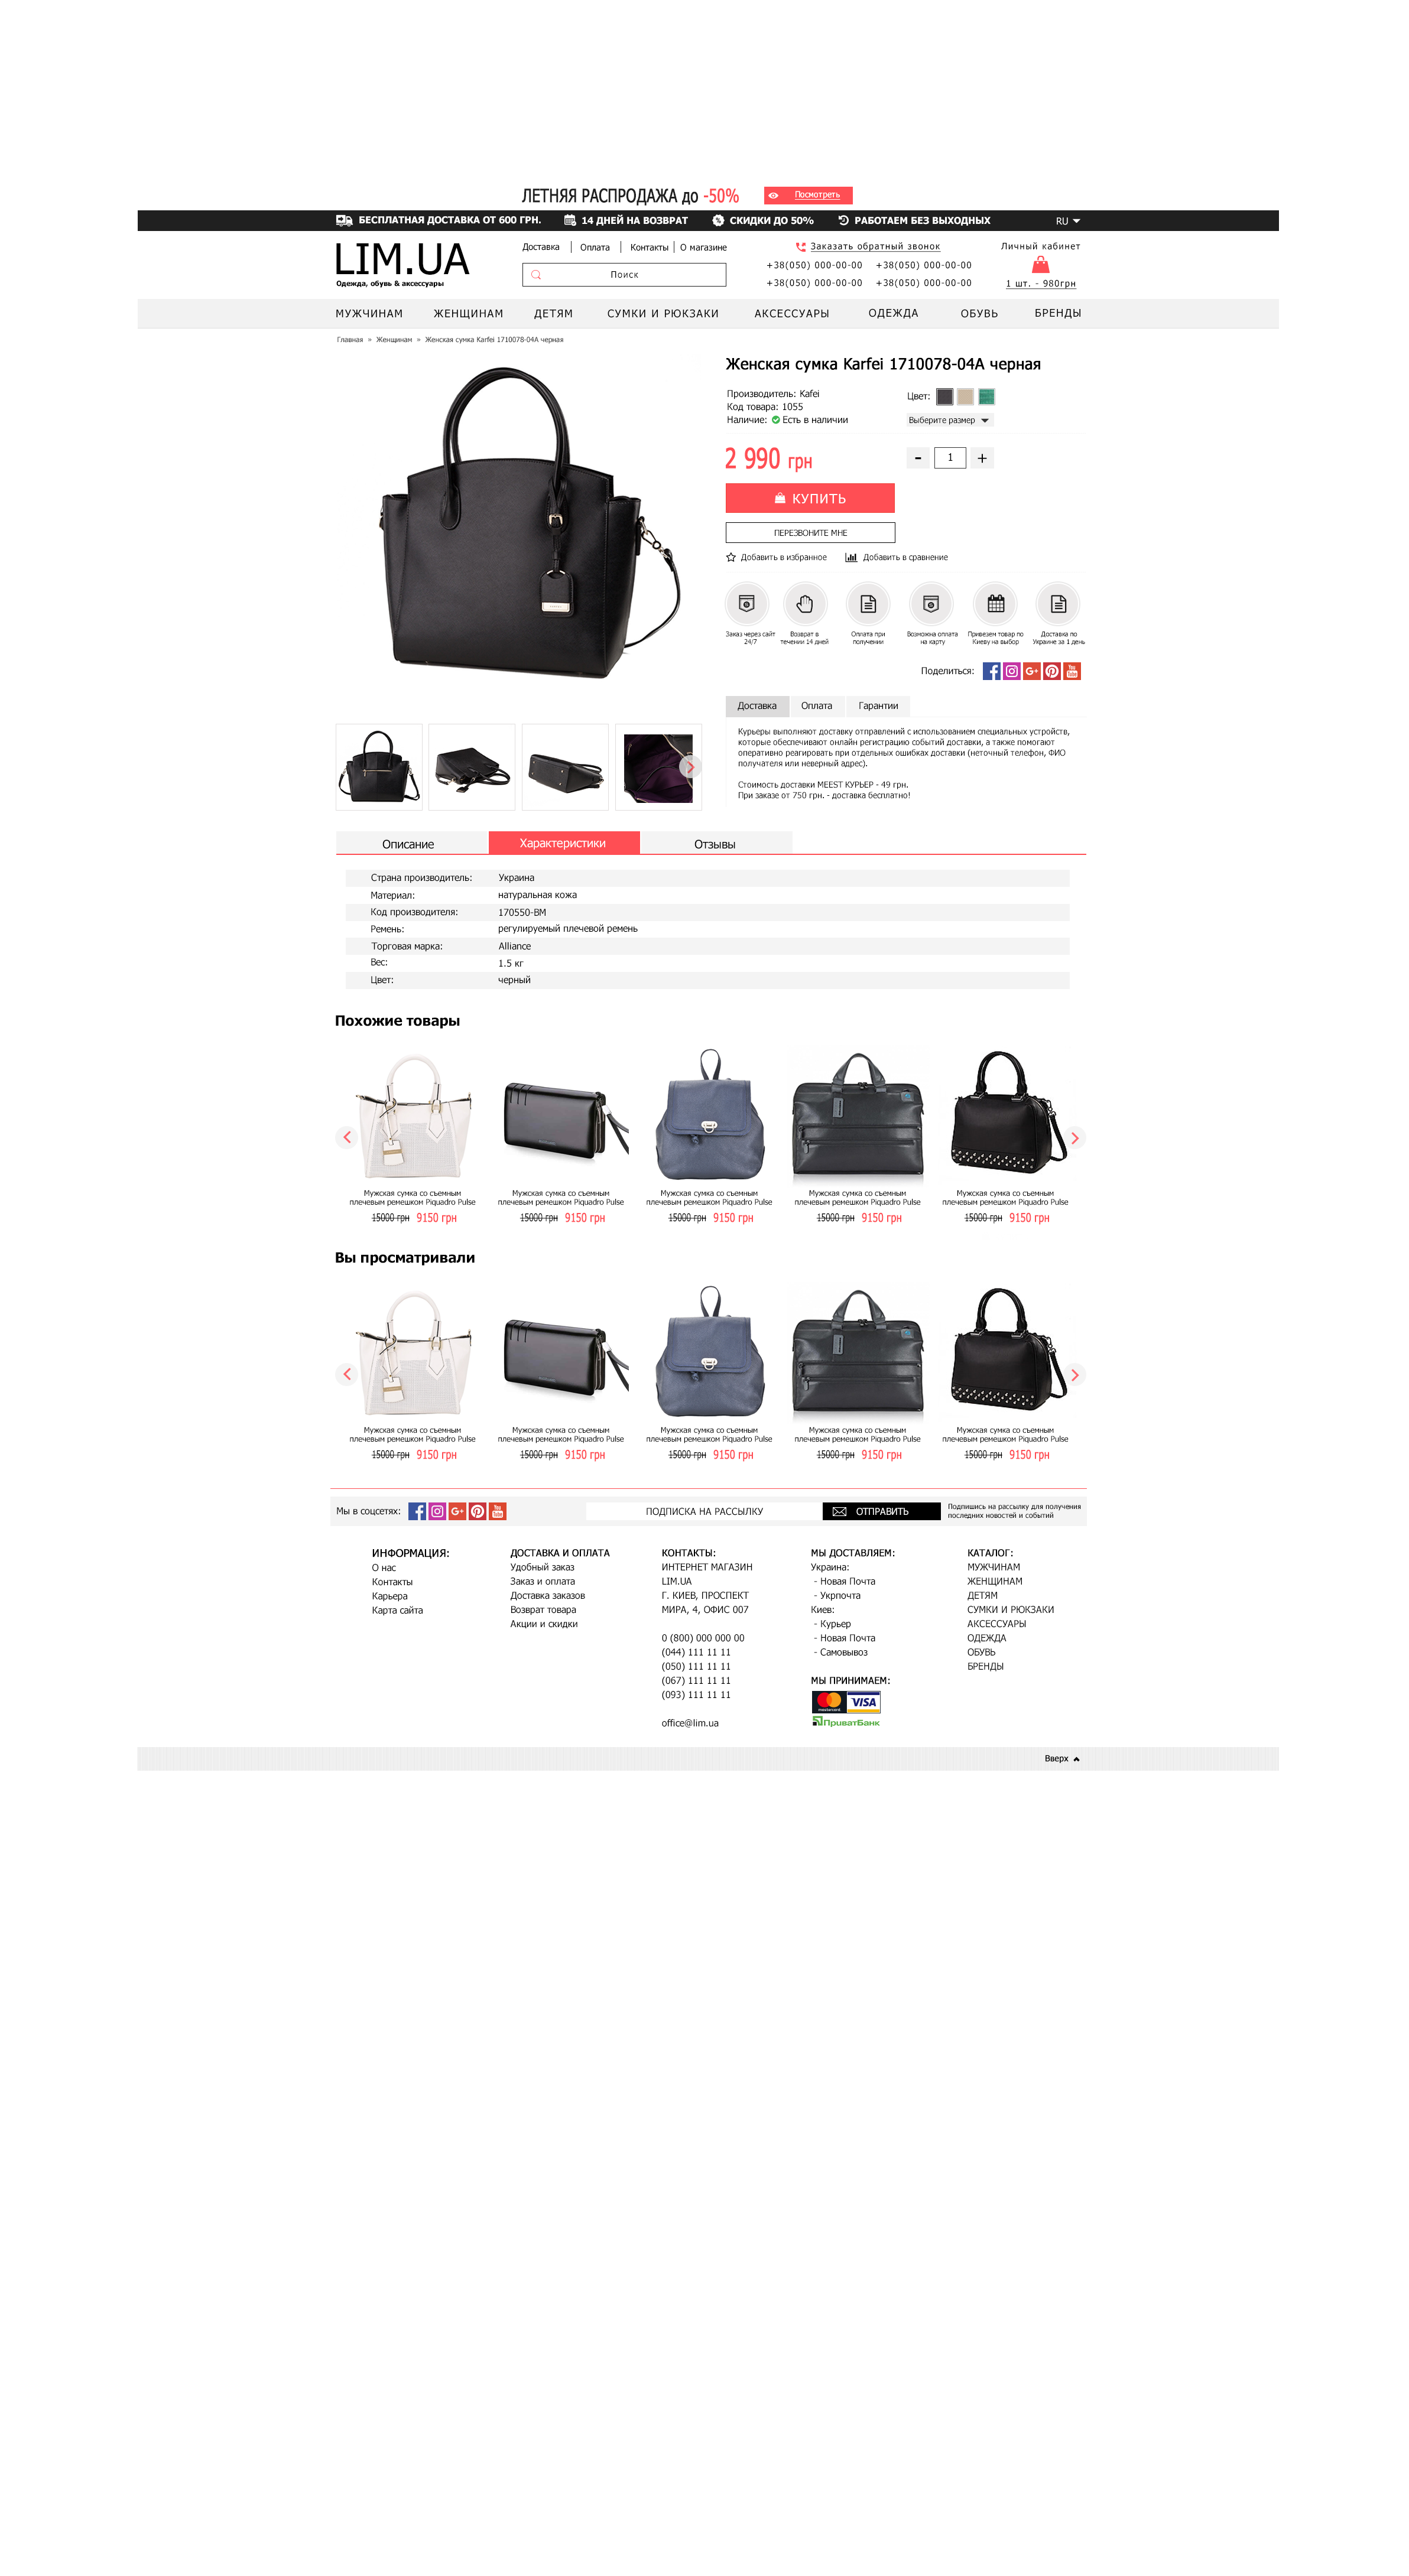 ЛЕТНЯЯ РАСПРОДАЖА до -50%
Посмотреть
БЕСПЛАТНАЯ ДОСТАВКА ОТ 600 ГРН.
14 ДНЕЙ НА ВОЗВРАТ
СКИДКИ ДО 50%
РАБОТАЕМ БЕЗ ВЫХОДНЫХ
RU
LIM.UA
Одежда, обувь & аксессуары
Доставка
Оплата
Контакты
О магазине
Поиск
Заказать обратный звонок
+38(050) 000-00-00 +38(050) 000-00-00
+38(050) 000-00-00 +38(050) 000-00-00
Личный кабинет
1 шт. - 980грн
МУЖЧИНАМ
ЖЕНЩИНАМ
ДЕТЯМ
СУМКИ И РЮКЗАКИ
АКСЕССУАРЫ
ОДЕЖДА
ОБУВЬ
БРЕНДЫ
Главная » Женщинам » Женская сумка Karfei 1710078-04A черная
Женская сумка Karfei 1710078-04A черная
Производитель: Kafei
Код товара: 1055
Наличие: Есть в наличии
Цвет:
Выберите размер
2 990 грн
- 1 +
КУПИТЬ
ПЕРЕЗВОНИТЕ МНЕ
Добавить в избранное
Добавить в сравнение
Заказ через сайт
24/7
Возврат в
течении 14 дней
Оплата при
получении
Возможна оплата
на карту
Привезем товар по
Киеву на выбор
Доставка по
Украине за 1 день
Поделиться:
You
Tube
Доставка
Оплата
Гарантии
Курьеры выполняют доставку отправлений с использованием специальных устройств,
которые обеспечивают онлайн регистрацию событий доставки, а также помогают
оперативно реагировать при отдельных ошибках доставки (неточный телефон, ФИО
получателя или неверный адрес).
Стоимость доставки MEEST КУРЬЕР - 49 грн.
При заказе от 750 грн. - доставка бесплатно!
Описание
Характеристики
Отзывы
Страна производитель: Украина
Материал: натуральная кожа
Код производителя: 170550-BM
Ремень: регулируемый плечевой ремень
Торговая марка: Alliance
Вес: 1.5 кг
Цвет: черный
Похожие товары
Мужская сумка со съемным
плечевым ремешком Piquadro Pulse
15000 грн 9150 грн
Мужская сумка со съемным
плечевым ремешком Piquadro Pulse
15000 грн 9150 грн
Мужская сумка со съемным
плечевым ремешком Piquadro Pulse
15000 грн 9150 грн
Мужская сумка со съемным
плечевым ремешком Piquadro Pulse
15000 грн 9150 грн
Мужская сумка со съемным
плечевым ремешком Piquadro Pulse
15000 грн 9150 грн
Вы просматривали
Мужская сумка со съемным
плечевым ремешком Piquadro Pulse
15000 грн 9150 грн
Мужская сумка со съемным
плечевым ремешком Piquadro Pulse
15000 грн 9150 грн
Мужская сумка со съемным
плечевым ремешком Piquadro Pulse
15000 грн 9150 грн
Мужская сумка со съемным
плечевым ремешком Piquadro Pulse
15000 грн 9150 грн
Мужская сумка со съемным
плечевым ремешком Piquadro Pulse
15000 грн 9150 грн
Мы в соцсетях:
You
Tube
ПОДПИСКА НА РАССЫЛКУ
ОТПРАВИТЬ
Подпишись на рассылку для получения
последних новостей и событий
ИНФОРМАЦИЯ:
О нас
Контакты
Карьера
Карта сайта
ДОСТАВКА И ОПЛАТА
Удобный заказ
Заказ и оплата
Доставка заказов
Возврат товара
Акции и скидки
КОНТАКТЫ:
ИНТЕРНЕТ МАГАЗИН
LIM.UA
Г. КИЕВ, ПРОСПЕКТ
МИРА, 4, ОФИС 007
0 (800) 000 000 00
(044) 111 11 11
(050) 111 11 11
(067) 111 11 11
(093) 111 11 11
office@lim.ua
МЫ ДОСТАВЛЯЕМ:
Украина:
- Новая Почта
- Укрпочта
Киев:
- Курьер
- Новая Почта
- Самовывоз
МЫ ПРИНИМАЕМ:
mastercard
VISA
ПриватБанк
КАТАЛОГ:
МУЖЧИНАМ
ЖЕНЩИНАМ
ДЕТЯМ
СУМКИ И РЮКЗАКИ
АКСЕССУАРЫ
ОДЕЖДА
ОБУВЬ
БРЕНДЫ
Вверх